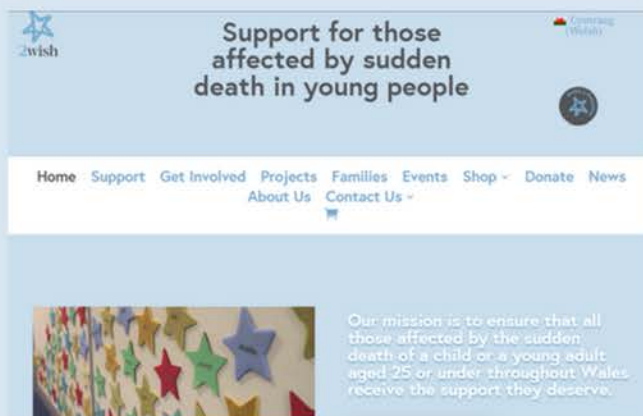 2wish
Support for those
affected by sudden
death in young people
Cymraeg
(Welsh)
Home Support Get Involved Projects Families Events Shop Donate News
About Us Contact Us
Our mission is to ensure that all
those affected by the sudden
death of a child or a young adult
aged 25 or under throughout Wales
receive the support they deserve.